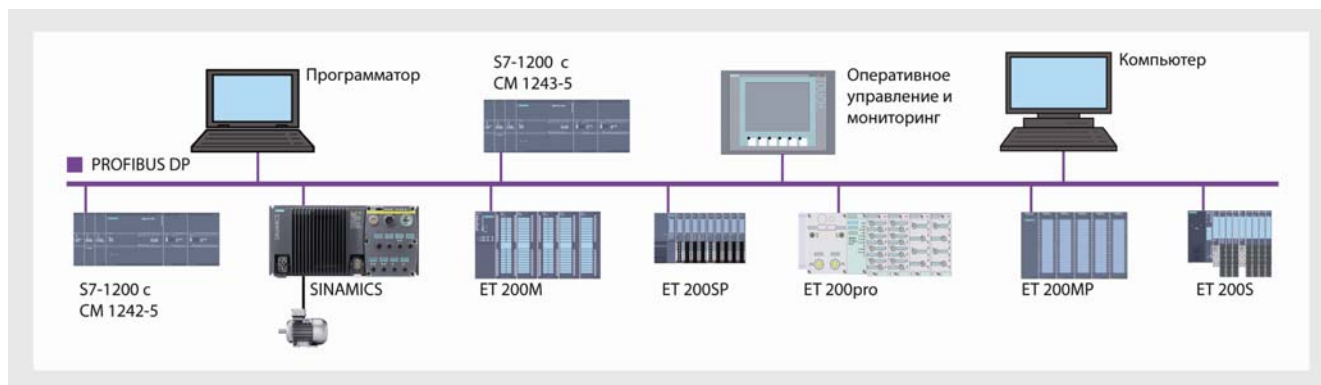 Программатор
S7-1200 с
CM 1243-5
Оперативное
управление и
мониторинг
Компьютер
PROFIBUS DP
S7-1200 с
CM 1242-5
SINAMICS
ET 200M
ET 200SP
ET 200pro
ET 200MP
ET 200S